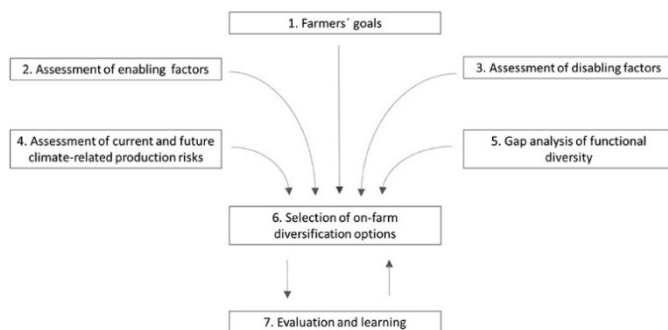 1. Farmers´ goals
2. Assessment of enabling factors
3. Assessment of disabling factors
4. Assessment of current and future
climate-related production risks
5. Gap analysis of functional
diversity
6. Selection of on-farm
diversification options
7. Evaluation and learning